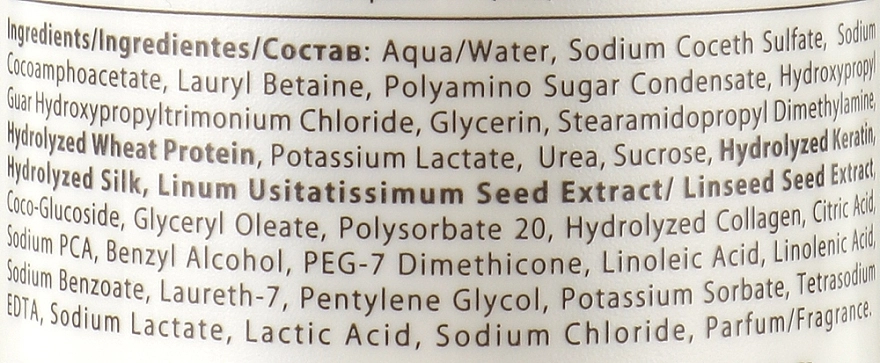 Ingredients/Ingredientes/Состав: Aqua/Water, Sodium Coceth Sulfate, Sodium
Cocoamphoacetate, Lauryl Betaine, Polyamino Sugar Condensate, Hydroxypropyl
Guar Hydroxypropyltrimonium Chloride, Glycerin, Stearamidopropyl Dimethylamine,
Hydrolyzed Wheat Protein, Potassium Lactate, Urea, Sucrose, Hydrolyzed Keratin,
Hydrolyzed Silk, Linum Usitatissimum Seed Extract/ Linseed Seed Extract,
Coco-Glucoside, Glyceryl Oleate, Polysorbate 20, Hydrolyzed Collagen, Citric Acid,
Sodium PCA, Benzyl Alcohol, PEG-7 Dimethicone, Linoleic Acid, Linolenic Acid,
Sodium Benzoate, Laureth-7, Pentylene Glycol, Potassium Sorbate, Tetrasodium
EDTA, Sodium Lactate, Lactic Acid, Sodium Chloride, Parfum/Fragrance.